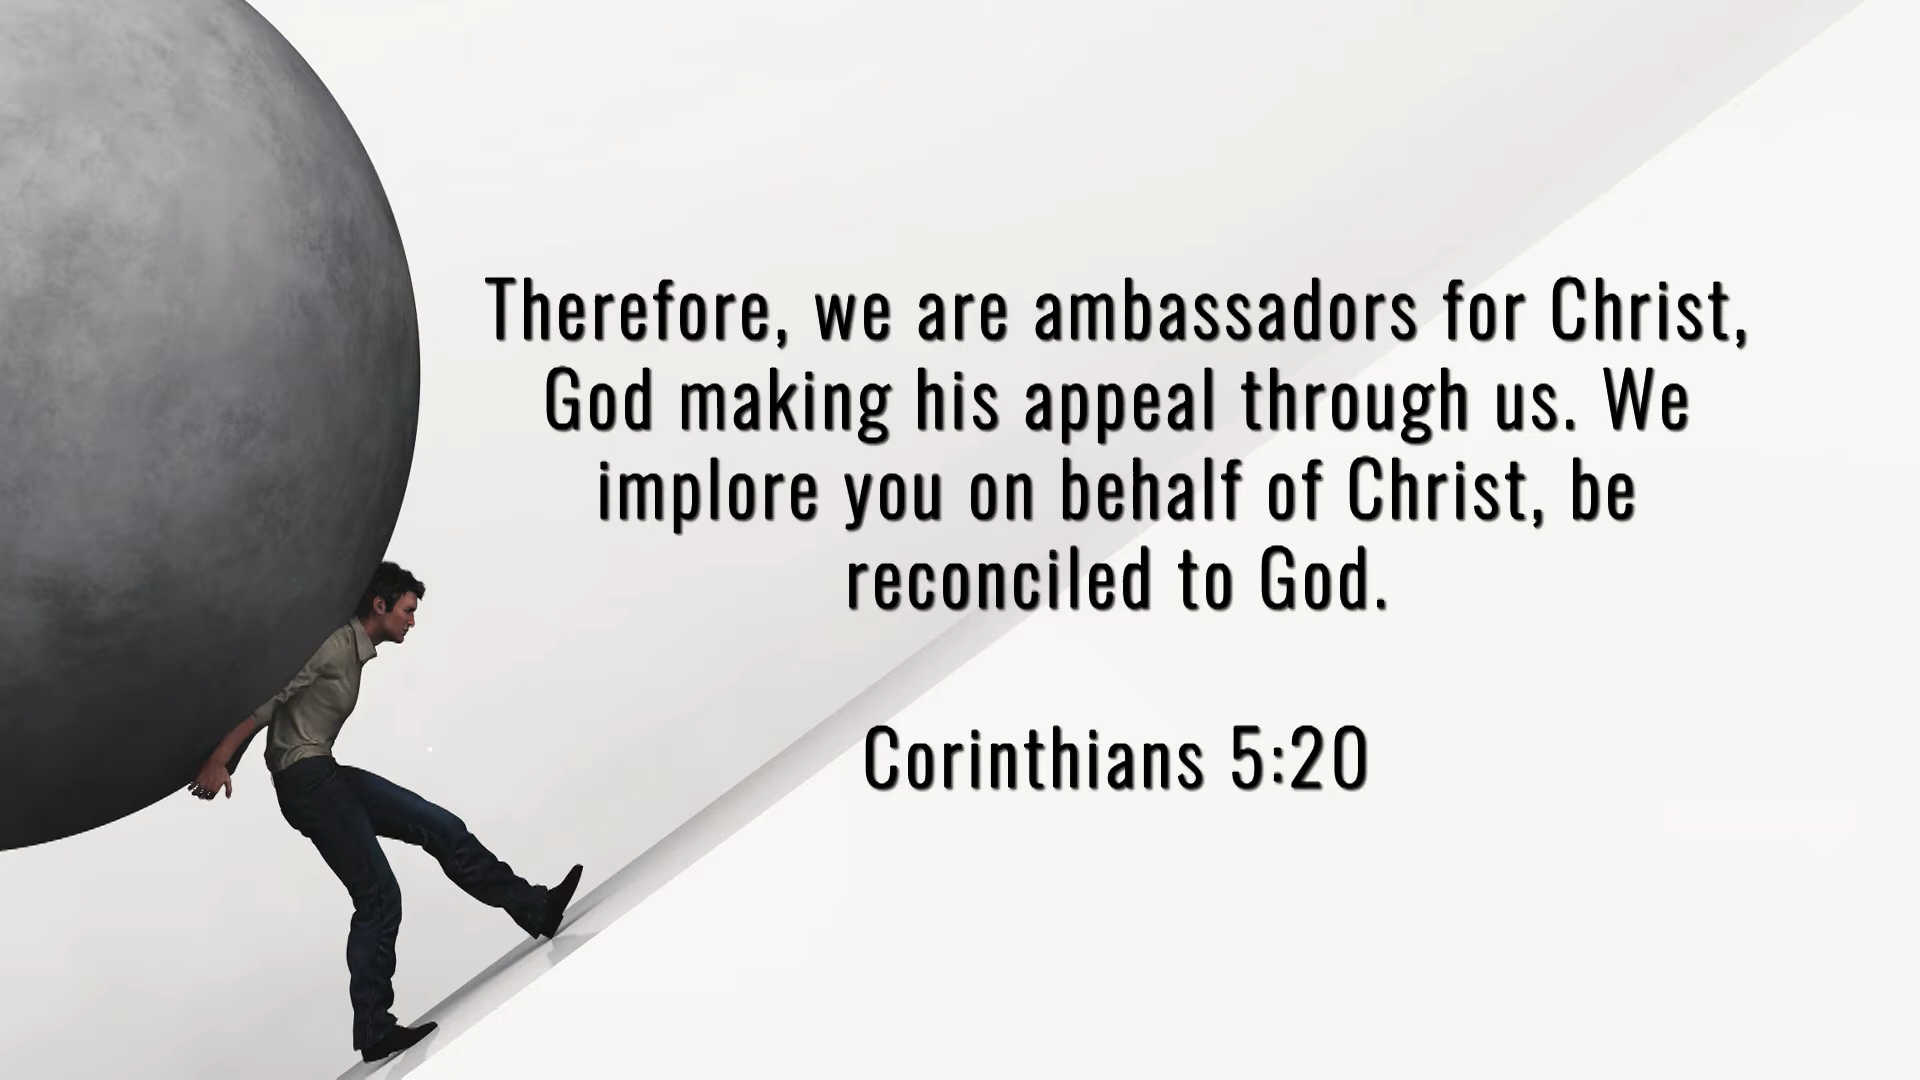 Therefore, we are ambassadors for Christ,
God making his appeal through us. We
implore you on behalf of Christ, be
reconciled to God.
Corinthians 5:20